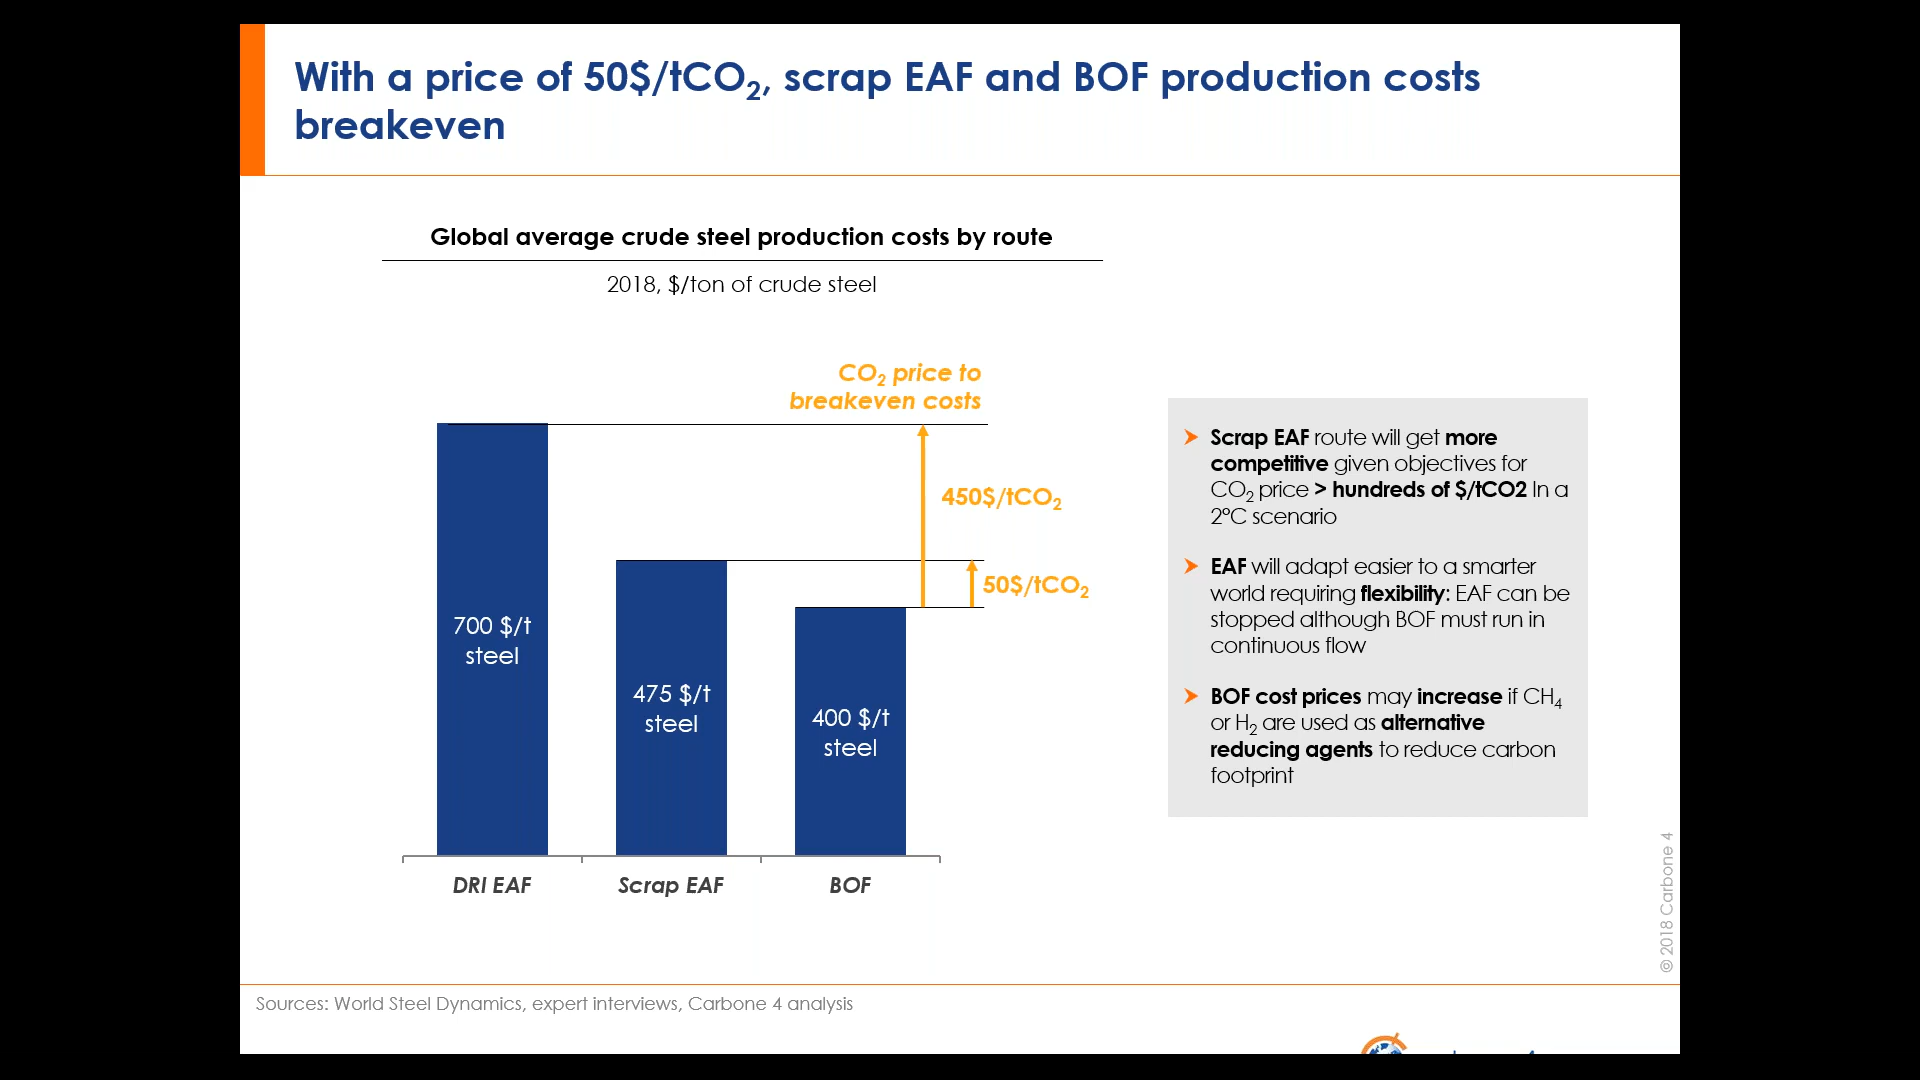 With a price of 50$/tCO₂, scrap EAF and BOF production costs
breakeven
Global average crude steel production costs by route
2018, $/ton of crude steel
CO₂ price to
breakeven costs
450$/tCO₂
50$/tCO₂
700 $/t
steel
475 $/t
steel
400 $/t
steel
DRI EAF
Scrap EAF
BOF
Scrap EAF route will get more
competitive given objectives for
CO₂ price > hundreds of $/tCO2 In a
2°C scenario
EAF will adapt easier to a smarter
world requiring flexibility: EAF can be
stopped although BOF must run in
continuous flow
BOF cost prices may increase if CH₄
or H₂ are used as alternative
reducing agents to reduce carbon
footprint
© 2018 Carbone 4
Sources: World Steel Dynamics, expert interviews, Carbone 4 analysis